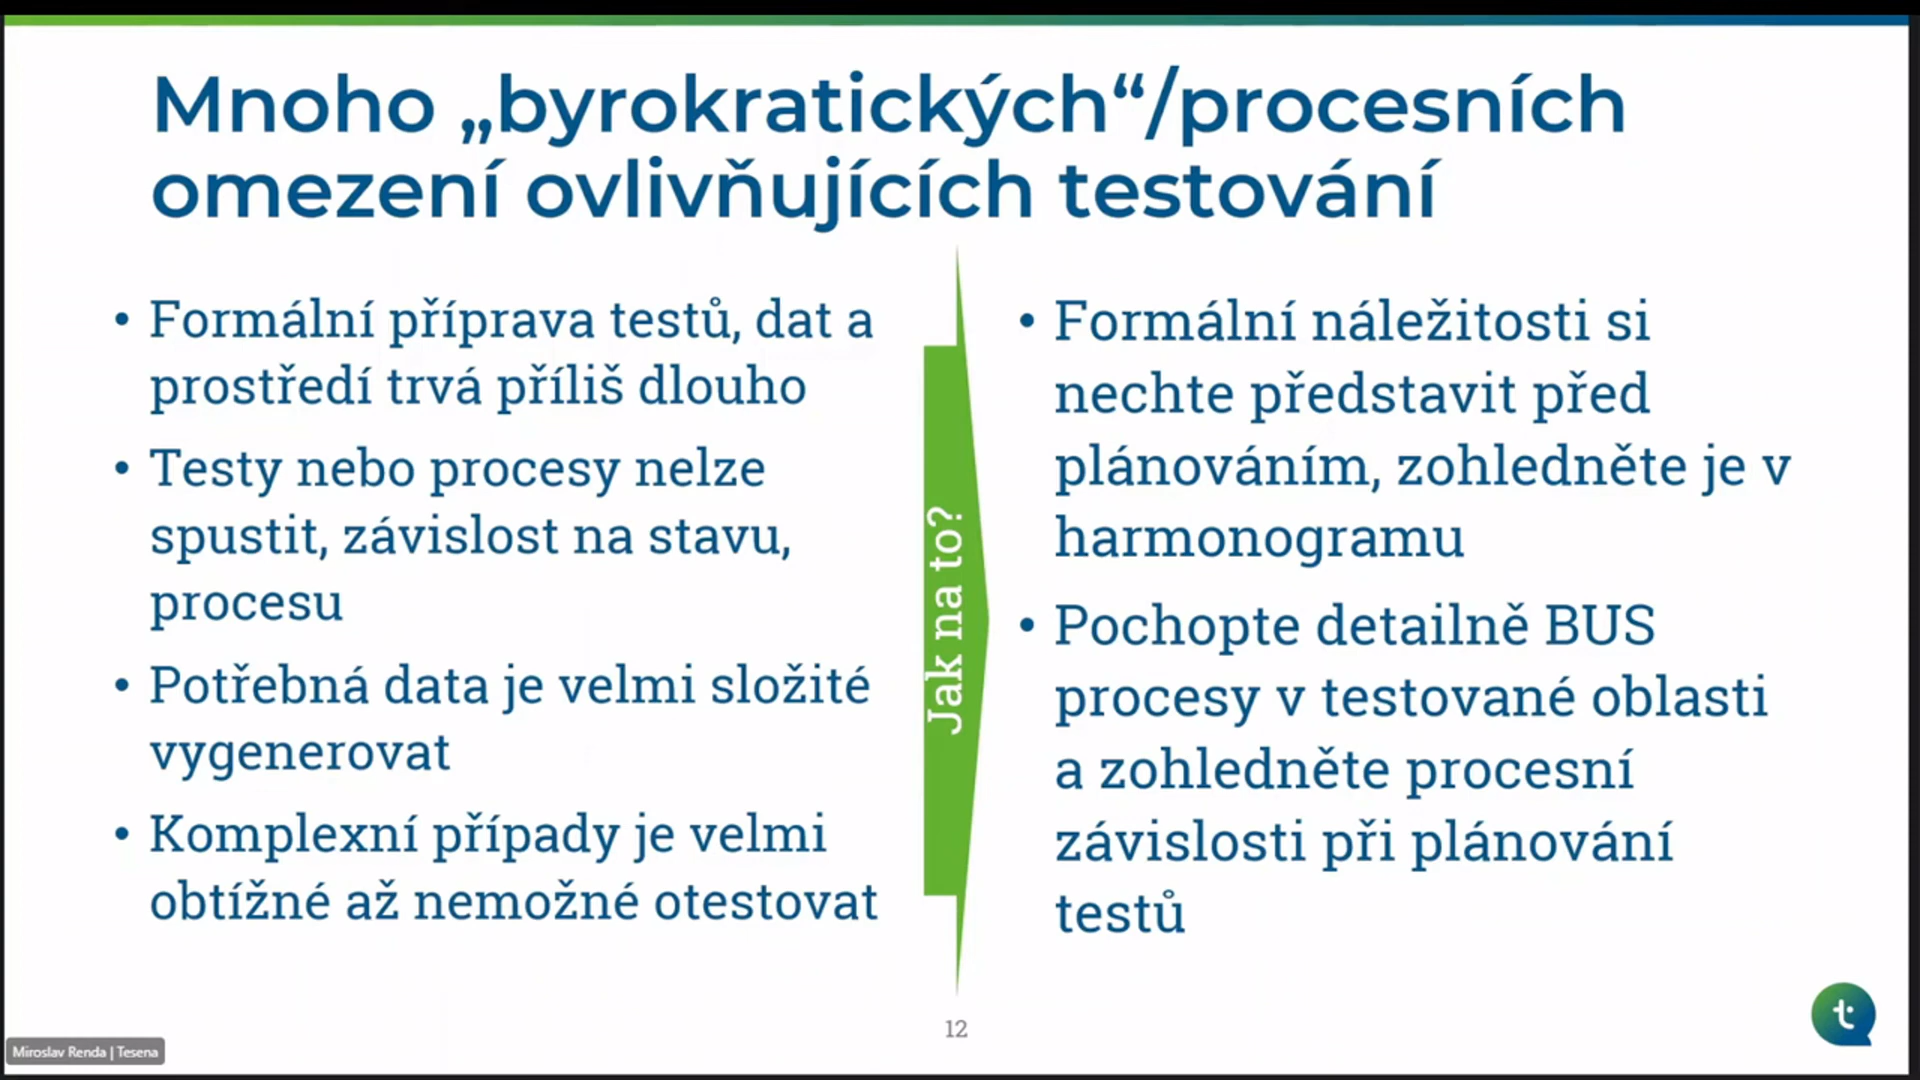 Mnoho „byrokratických“/procesních
omezení ovlivňujících testování
• Formální příprava testů, dat a
prostředí trvá příliš dlouho
• Testy nebo procesy nelze
spustit, závislost na stavu,
procesu
• Potřebná data je velmi složité
vygenerovat
• Komplexní případy je velmi
obtížné až nemožné otestovat
Jak na to?
• Formální náležitosti si
nechte představit před
plánováním, zohledněte je v
harmonogramu
• Pochopte detailně BUS
procesy v testované oblasti
a zohledněte procesní
závislosti při plánování
testů
12
t
Miroslav Renda | Tesena